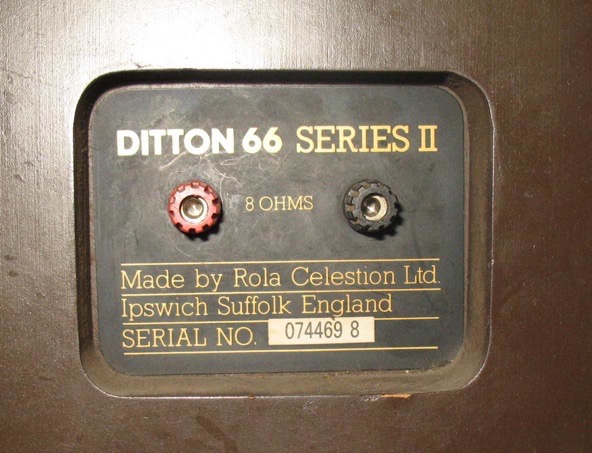 DITTON 66 SERIES II
8 OHMS
Made by Rola Celestion Ltd.
Ipswich Suffolk England
SERIAL NO. 074469 8